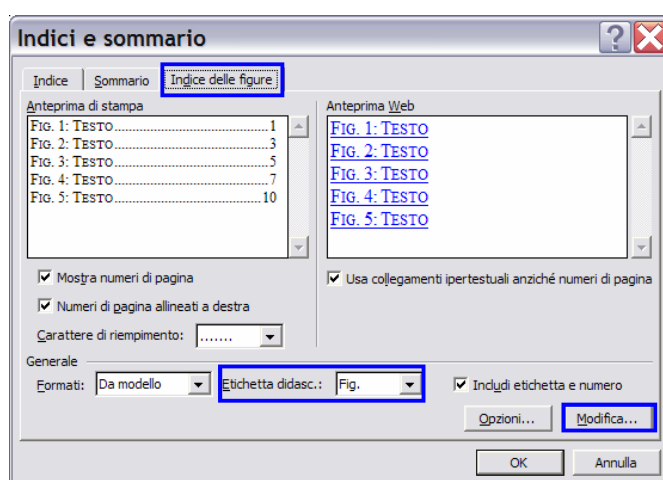 Indici e sommario
Indice Sommario Indice delle figure
Anteprima di stampa
FIG. 1: TESTO...............................................1
FIG. 2: TESTO...............................................3
FIG. 3: TESTO...............................................5
FIG. 4: TESTO...............................................7
FIG. 5: TESTO.............................................10
Anteprima Web
FIG. 1: TESTO
FIG. 2: TESTO
FIG. 3: TESTO
FIG. 4: TESTO
FIG. 5: TESTO
Mostra numeri di pagina
Usa collegamenti ipertestuali anziché numeri di pagina
Numeri di pagina allineati a destra
Carattere di riempimento: .......
Generale
Formati: Da modello Etichetta didasc.: Fig. Includi etichetta e numero
Opzioni... Modifica...
OK Annulla